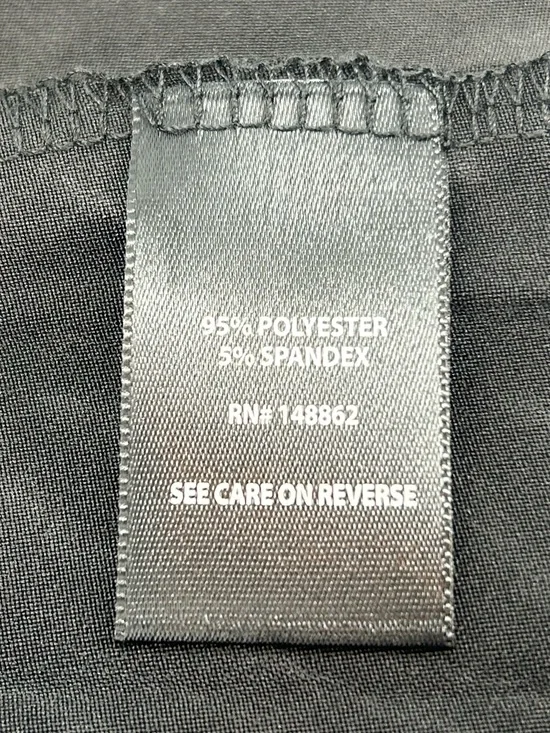 95% POLYESTER
5% SPANDEX
RN# 148862
SEE CARE ON REVERSE